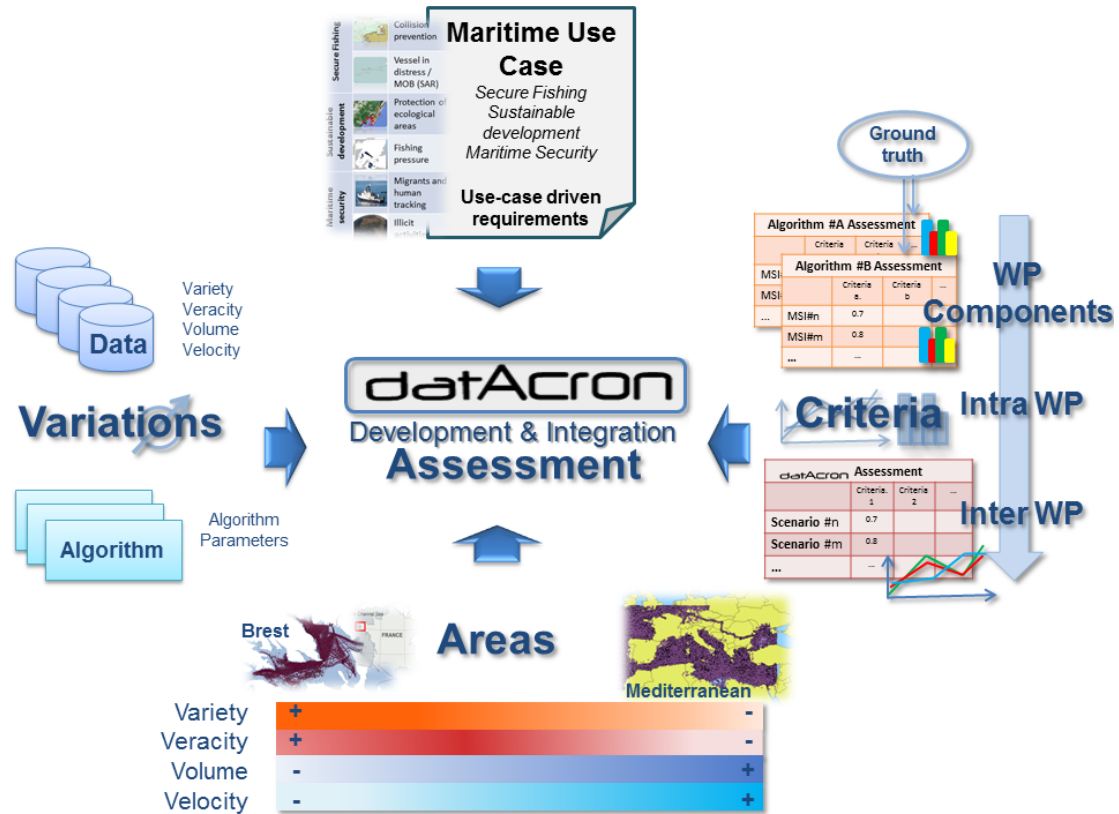 Secure Fishing
Collision
prevention
Vessel in
distress /
MOB (SAR)
Sustainable
development
Protection of
ecological
areas
Fishing
pressure
Maritime
security
Migrants and
human
tracking
Illicit
activities
Maritime Use
Case
Secure Fishing
Sustainable
development
Maritime Security
Use-case driven
requirements
Ground
truth
Algorithm #A Assessment
Criteria
Criteria
...
MSI#
MSI#
...
Algorithm #B Assessment
Criteria
a.
Criteria
b
...
MSI#n
0.7
MSI#m
0.8
...
...
WP
Components
Intra WP
Inter WP
Data
Variety
Veracity
Volume
Velocity
Variations
Algorithm
Algorithm
Parameters
datAcron
Development & Integration
Assessment
Criteria
datAcron Assessment
Criteria.
1
Criteria
2
...
Scenario #n
0.7
Scenario #m
0.8
...
...
Areas
Brest
FRANCE
Mediterranean
Variety + -
Veracity + -
Volume - +
Velocity - +